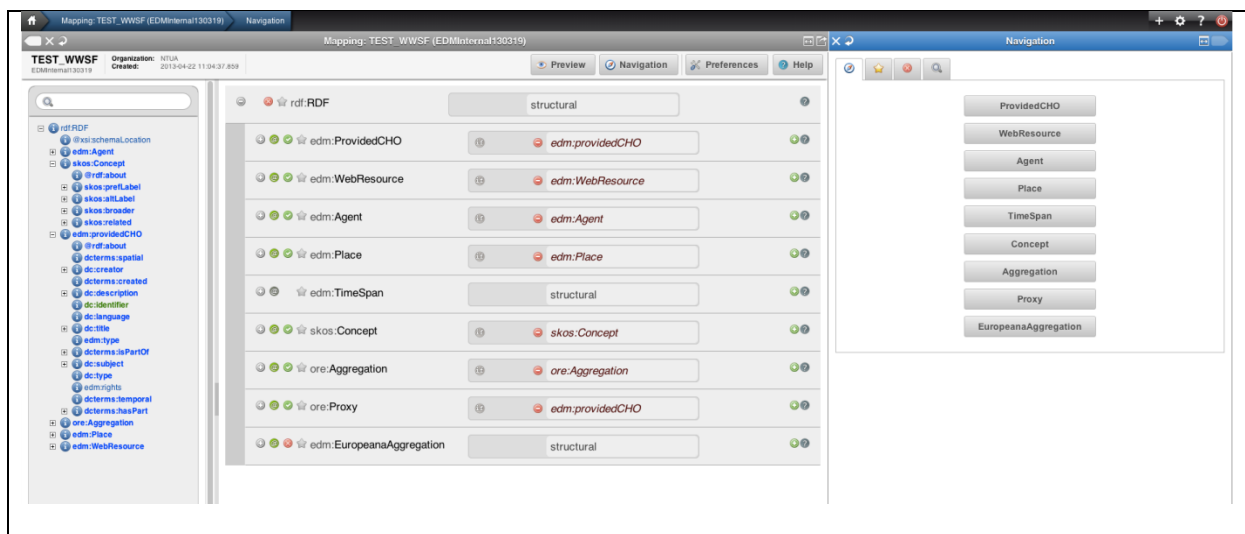 Mapping: TEST_WWSF (EDMInternal130319) Navigation
Mapping: TEST_WWSF (EDMInternal130319)
TEST_WWSF
EDMInternal130319
Organization: NTUA
Created: 2013-04-22 11:04:37.859
Preview Navigation Preferences Help
rdf:RDF
@xsi:schemaLocation
edm:Agent
skos:Concept
@rdf:about
skos:prefLabel
skos:altLabel
skos:broader
skos:related
edm:providedCHO
@rdf:about
dcterms:spatial
dc:creator
dcterms:created
dc:description
dc:identifier
dc:language
dc:title
edm:type
dcterms:isPartOf
dc:subject
dc:type
edm:rights
dcterms:temporal
dcterms:hasPart
ore:Aggregation
edm:Place
edm:WebResource
rdf:RDF structural
edm:ProvidedCHO edm:providedCHO
edm:WebResource edm:WebResource
edm:Agent edm:Agent
edm:Place edm:Place
edm:TimeSpan structural
skos:Concept skos:Concept
ore:Aggregation ore:Aggregation
ore:Proxy edm:providedCHO
edm:EuropeanaAggregation structural
Navigation
ProvidedCHO
WebResource
Agent
Place
TimeSpan
Concept
Aggregation
Proxy
EuropeanaAggregation